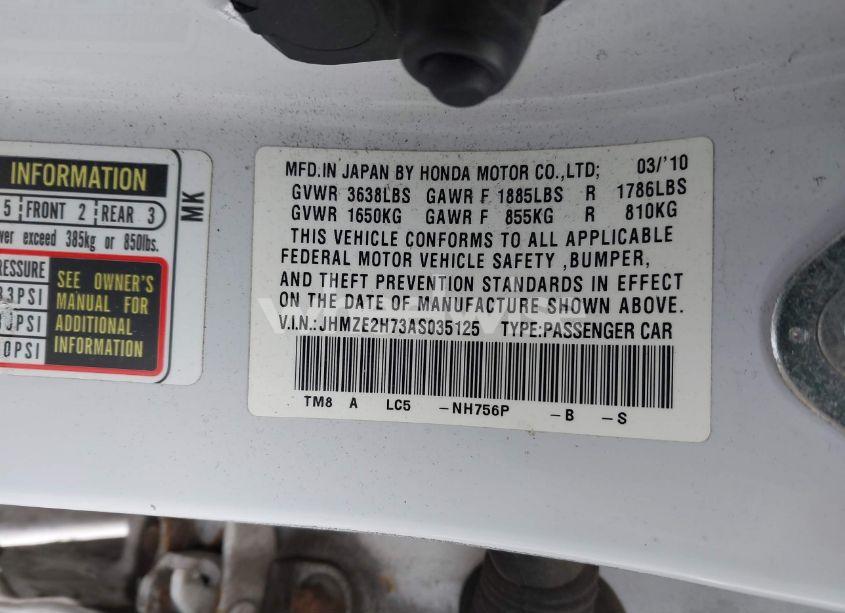 INFORMATION
5 FRONT 2 REAR 3
ver exceed 385kg or 850lbs.
RESSURE
33PSI
0PSI
SEE OWNER'S
MANUAL FOR
ADDITIONAL
INFORMATION
MK
MFD.IN JAPAN BY HONDA MOTOR CO.,LTD; 03/'10
GVWR 3638LBS GAWR F 1885LBS R 1786LBS
GVWR 1650KG GAWR F 855KG R 810KG
THIS VEHICLE CONFORMS TO ALL APPLICABLE
FEDERAL MOTOR VEHICLE SAFETY ,BUMPER,
AND THEFT PREVENTION STANDARDS IN EFFECT
ON THE DATE OF MANUFACTURE SHOWN ABOVE.
V.I.N.:JHMZE2H73AS035125 TYPE:PASSENGER CAR
TM8 A LC5 -NH756P -B -S